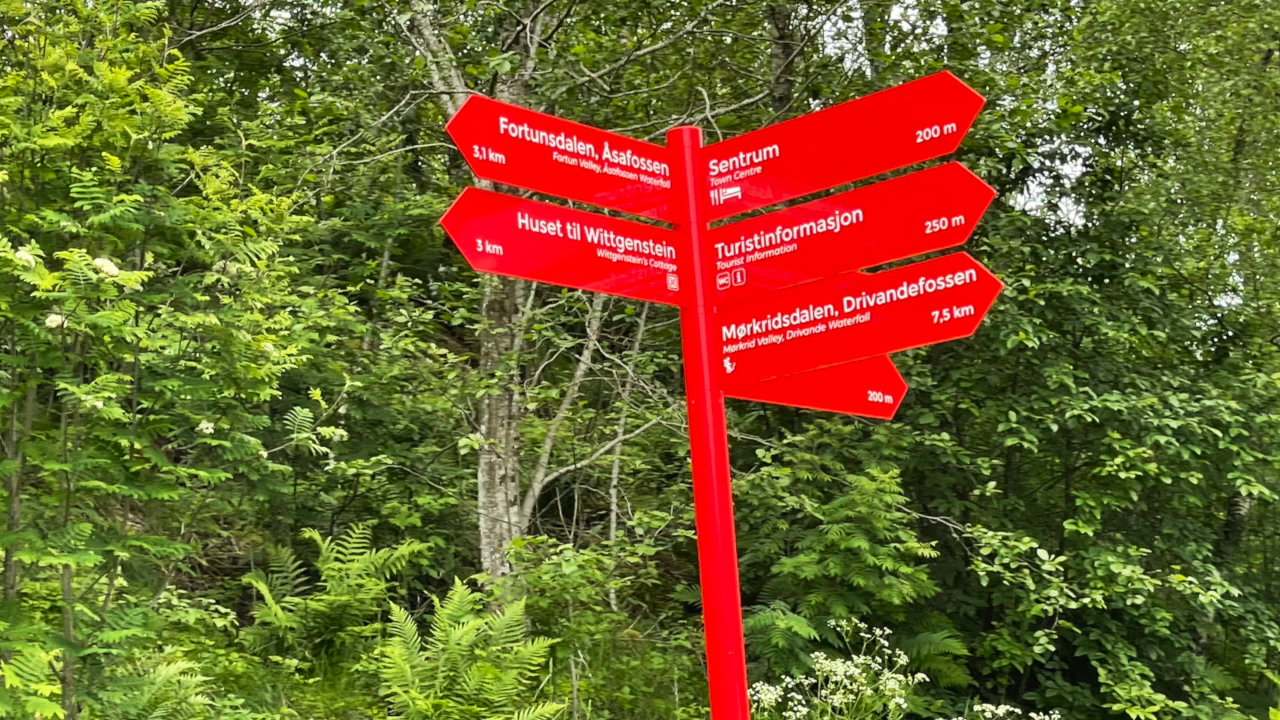 Fortunsdalen, Åsafossen
Fortun Valley, Åsafossen Waterfall
3,1 km
Huset til Wittgenstein
Wittgenstein's Cottage
3 km
Sentrum
Town Centre
200 m
Turistinformasjon
Tourist Information
250 m
WC i
Mørkridsdalen, Drivandefossen
Mørkrid Valley, Drivande Waterfall
7,5 km
200 m